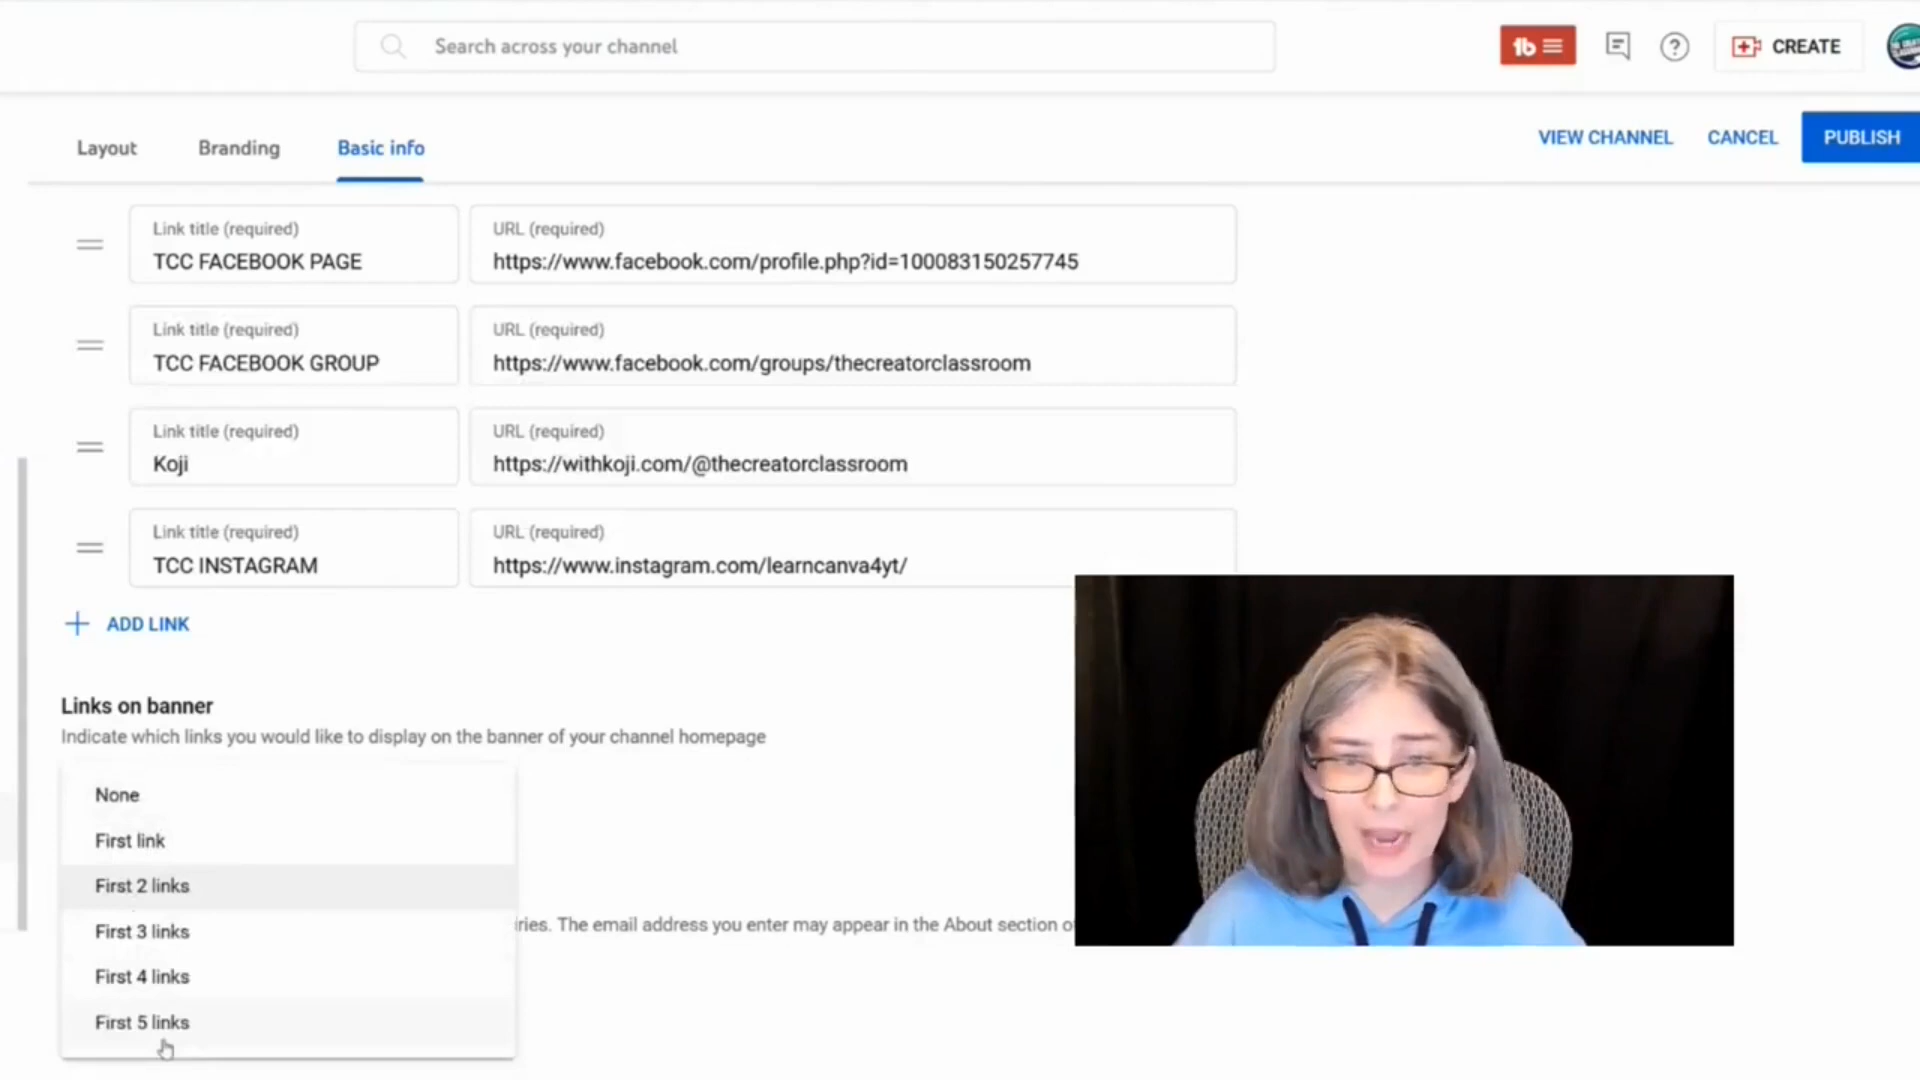 Search across your channel
CREATE
Layout
Branding
Basic info
VIEW CHANNEL
CANCEL
PUBLISH
Link title (required)
TCC FACEBOOK PAGE
URL (required)
https://www.facebook.com/profile.php?id=100083150257745
Link title (required)
TCC FACEBOOK GROUP
URL (required)
https://www.facebook.com/groups/thecreatorclassroom
Link title (required)
Koji
URL (required)
https://withkoji.com/@thecreatorclassroom
Link title (required)
TCC INSTAGRAM
URL (required)
https://www.instagram.com/learncanva4yt/
ADD LINK
Links on banner
Indicate which links you would like to display on the banner of your channel homepage
None
First link
First 2 links
First 3 links
First 4 links
First 5 links
The email address you enter may appear in the About section